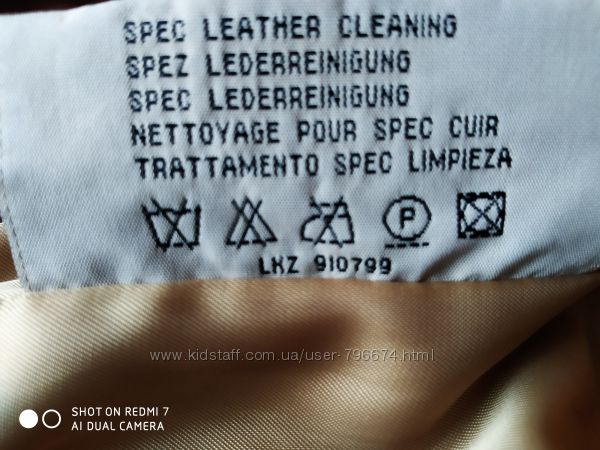 SPEC LEATHER CLEANING
SPEZ LEDERREINIGUNG
SPEC LEDERREINIGUNG
NETTOYAGE POUR SPEC CUIR
TRATTAMENTO SPEC LIMPIEZA
P
LKZ 910799
www.kidstaff.com.ua/user-796674.html
SHOT ON REDMI 7
AI DUAL CAMERA